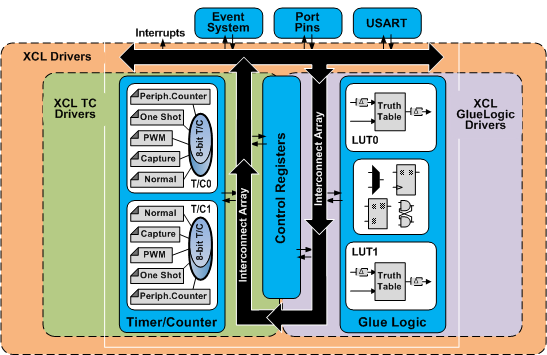 Event
System
Port
Pins
USART
Interrupts
XCL Drivers
XCL TC
Drivers
XCL
GlueLogic
Drivers
Periph.Counter
One Shot
PWM
Capture
Normal
8-bit T/C
T/C0
Normal
Capture
PWM
One Shot
Periph.Counter
8-bit T/C
T/C1
Timer/Counter
Interconnect Array
Control Registers
Interconnect Array
Truth
Table
LUT0
LUT1
Truth
Table
Glue Logic